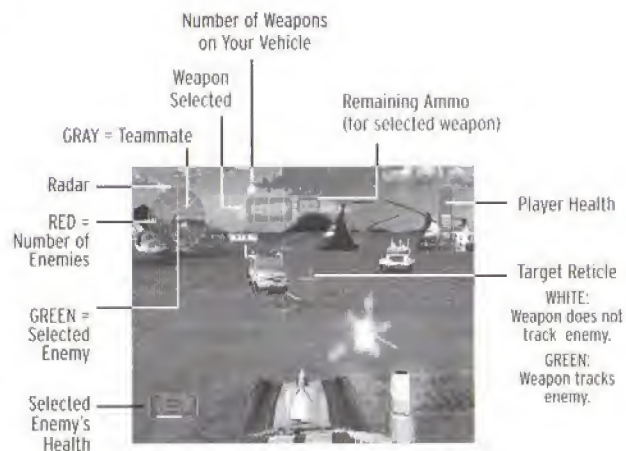 Number of Weapons
on Your Vehicle
Weapon
Selected
Remaining Ammo
(for selected weapon)
GRAY = Teammate
Radar
RED =
Number of
Enemies
GREEN =
Selected
Enemy
Selected
Enemy's
Health
Player Health
Target Reticle
WHITE:
Weapon does not
track enemy.
GREEN:
Weapon tracks
enemy.